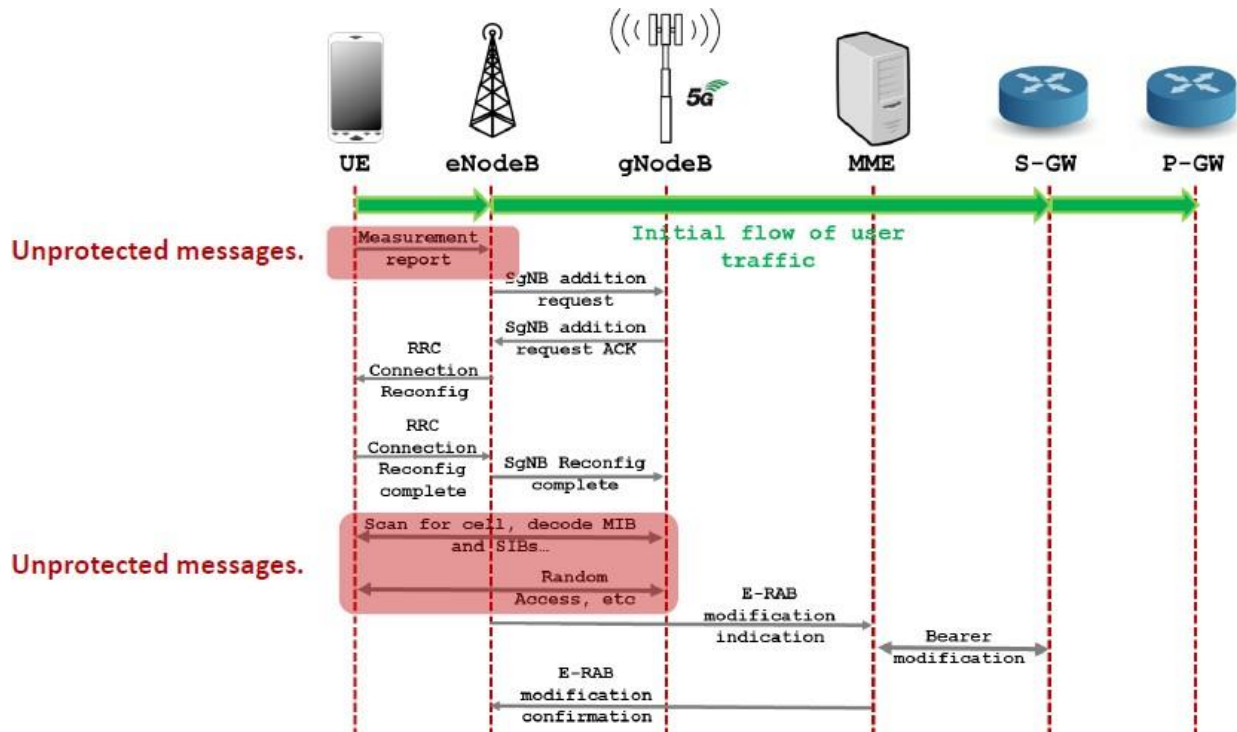 5G
UE
eNodeB
gNodeB
MME
S-GW
P-GW
Unprotected messages.
Measurement
report
Initial flow of user
traffic
SgNB addition
request
SgNB addition
request ACK
RRC
Connection
Reconfig
RRC
Connection
Reconfig
complete
SgNB Reconfig
complete
Unprotected messages.
Scan for cell, decode MIB
and SIBs…
Random
Access, etc
E-RAB
modification
indication
Bearer
modification
E-RAB
modification
confirmation